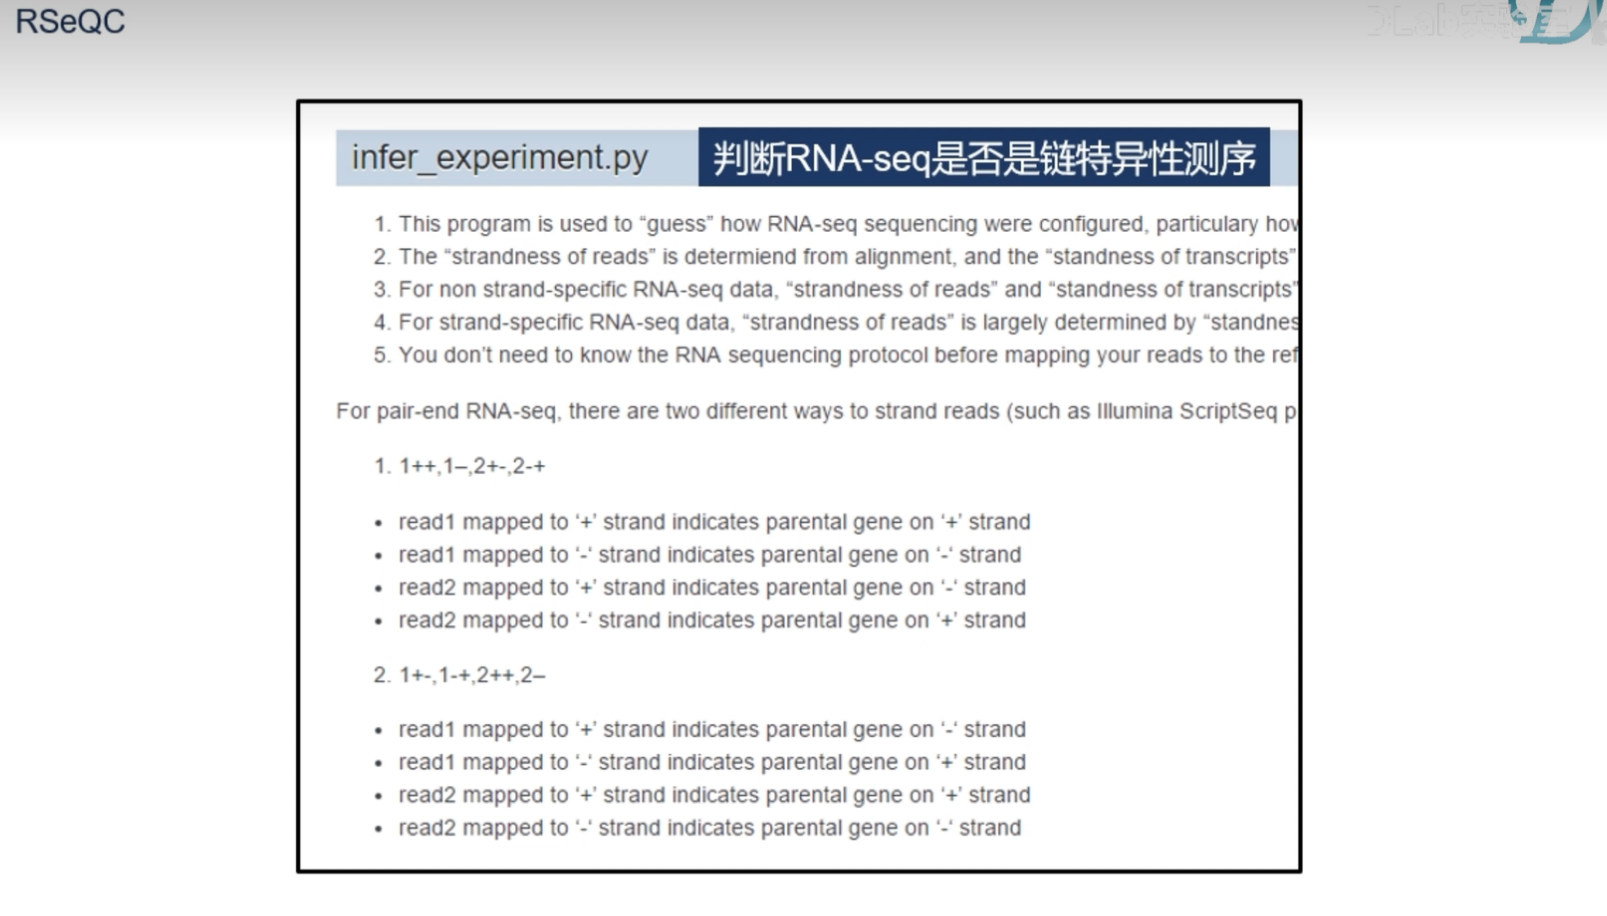 RSeQC
DLab实验室
infer_experiment.py
判断RNA-seq是否是链特异性测序
1. This program is used to “guess” how RNA-seq sequencing were configured, particulary how
2. The “strandness of reads” is determiend from alignment, and the “standness of transcripts”
3. For non strand-specific RNA-seq data, “strandness of reads” and “standness of transcripts”
4. For strand-specific RNA-seq data, “strandness of reads” is largely determined by “standnes
5. You don’t need to know the RNA sequencing protocol before mapping your reads to the ref
For pair-end RNA-seq, there are two different ways to strand reads (such as Illumina ScriptSeq p
1. 1++,1–,2+-,2-+
• read1 mapped to ‘+’ strand indicates parental gene on ‘+’ strand
• read1 mapped to ‘-‘ strand indicates parental gene on ‘-‘ strand
• read2 mapped to ‘+’ strand indicates parental gene on ‘-‘ strand
• read2 mapped to ‘-‘ strand indicates parental gene on ‘+’ strand
2. 1+-,1-+,2++,2–
• read1 mapped to ‘+’ strand indicates parental gene on ‘-‘ strand
• read1 mapped to ‘-‘ strand indicates parental gene on ‘+’ strand
• read2 mapped to ‘+’ strand indicates parental gene on ‘+’ strand
• read2 mapped to ‘-‘ strand indicates parental gene on ‘-‘ strand